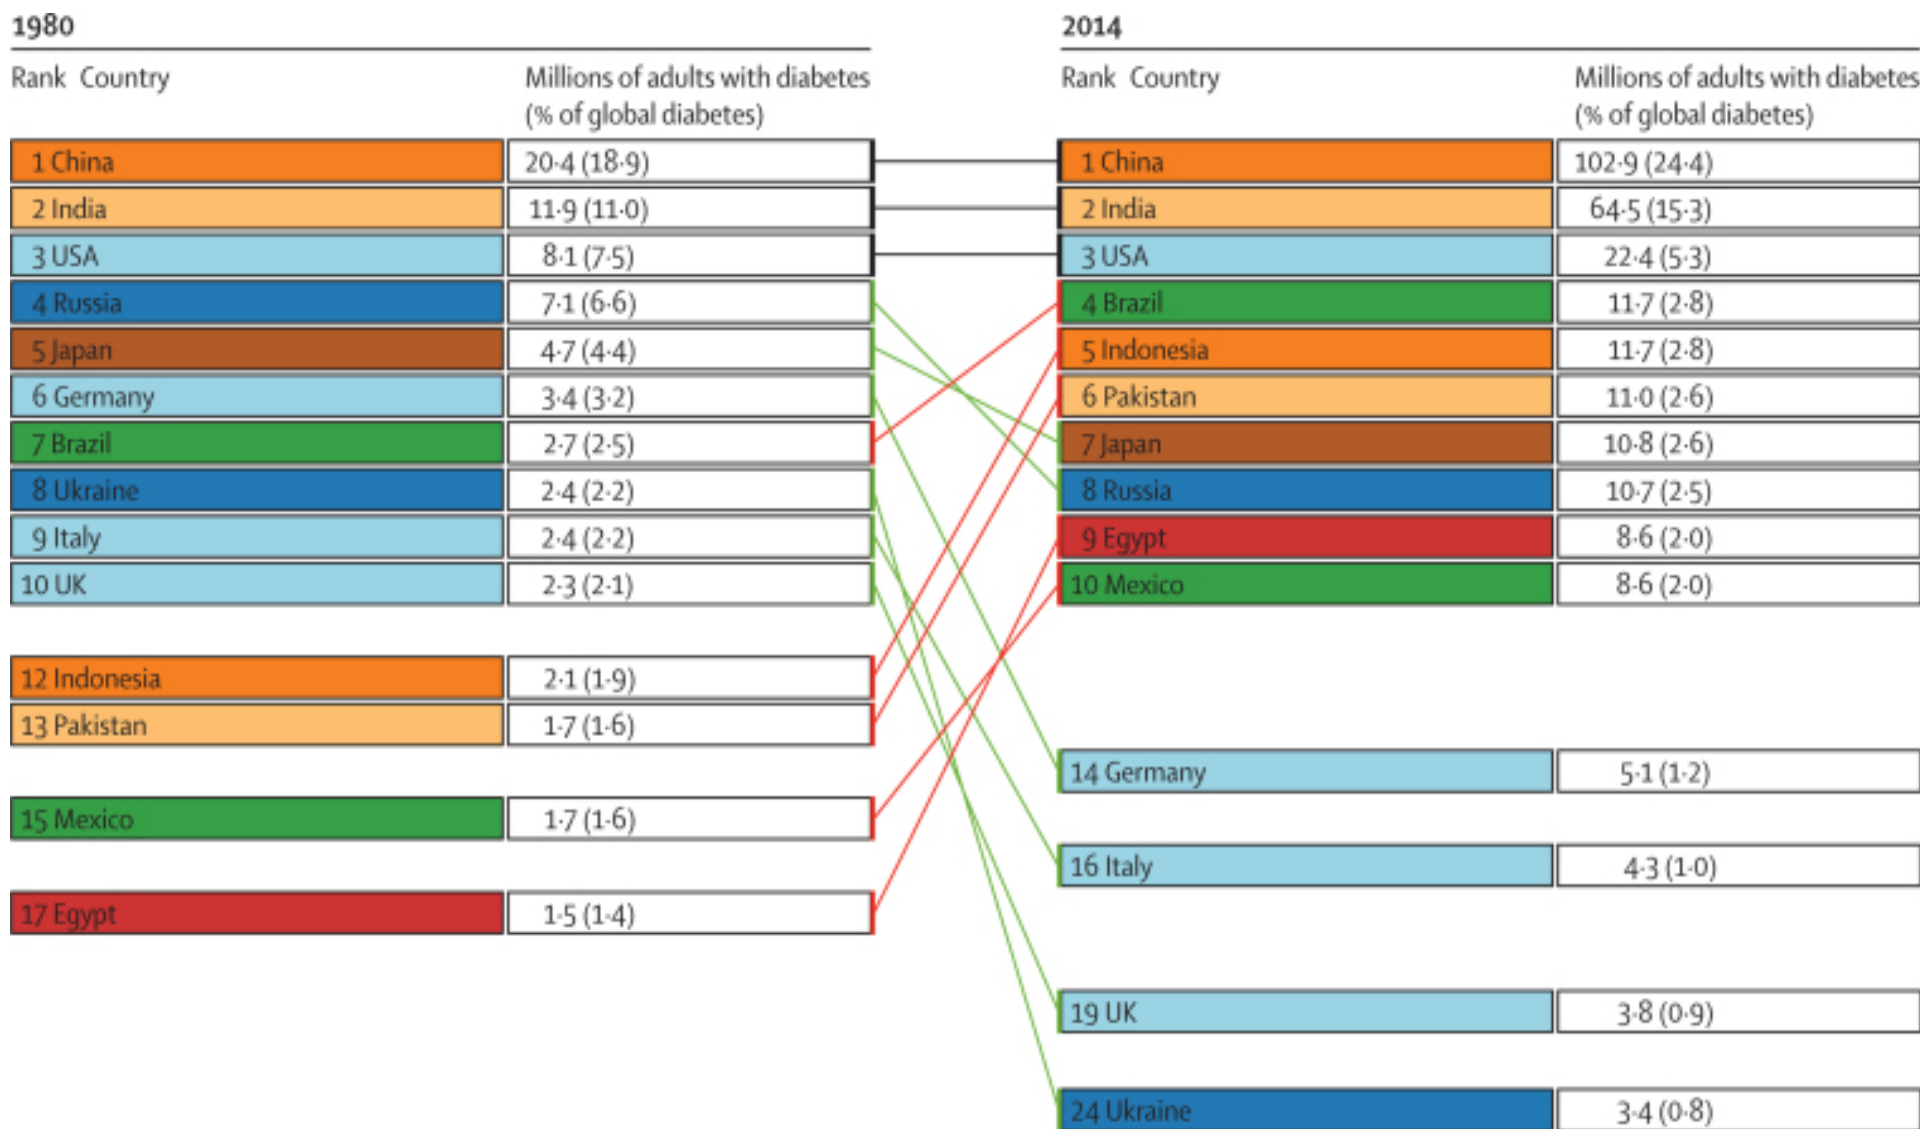 1980
Rank Country Millions of adults with diabetes
(% of global diabetes)
1 China 20·4 (18·9)
2 India 11·9 (11·0)
3 USA 8·1 (7·5)
4 Russia 7·1 (6·6)
5 Japan 4·7 (4·4)
6 Germany 3·4 (3·2)
7 Brazil 2·7 (2·5)
8 Ukraine 2·4 (2·2)
9 Italy 2·4 (2·2)
10 UK 2·3 (2·1)
12 Indonesia 2·1 (1·9)
13 Pakistan 1·7 (1·6)
15 Mexico 1·7 (1·6)
17 Egypt 1·5 (1·4)
2014
Rank Country Millions of adults with diabetes
(% of global diabetes)
1 China 102·9 (24·4)
2 India 64·5 (15·3)
3 USA 22·4 (5·3)
4 Brazil 11·7 (2·8)
5 Indonesia 11·7 (2·8)
6 Pakistan 11·0 (2·6)
7 Japan 10·8 (2·6)
8 Russia 10·7 (2·5)
9 Egypt 8·6 (2·0)
10 Mexico 8·6 (2·0)
14 Germany 5·1 (1·2)
16 Italy 4·3 (1·0)
19 UK 3·8 (0·9)
24 Ukraine 3·4 (0·8)